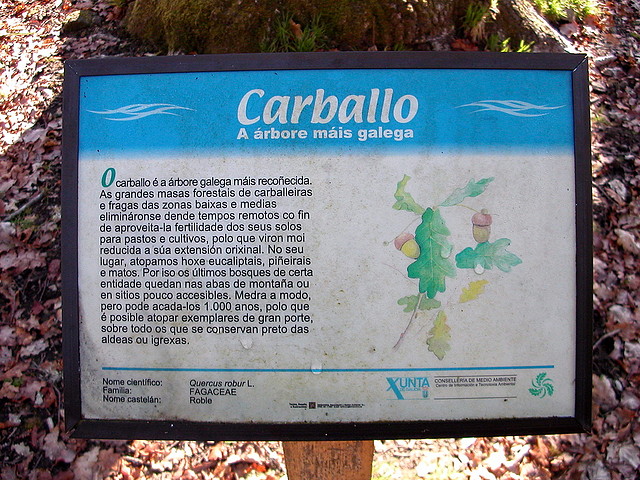 Carballo
A árbore máis galega
O carballo é a árbore galega máis recoñecida.
As grandes masas forestais de carballeiras
e fragas das zonas baixas e medias
elimináronse dende tempos remotos co fin
de aproveita-la fertilidade dos seus solos
para pastos e cultivos, polo que viron moi
reducida a súa extensión orixinal. No seu
lugar, atopamos hoxe eucaliptais, piñeirais
e matos. Por iso os últimos bosques de certa
entidade quedan nas abas de montaña ou
en sitios pouco accesibles. Medra a modo,
pero pode acada-los 1.000 anos, polo que
é posible atopar exemplares de gran porte,
sobre todo os que se conservan preto das
aldeas ou igrexas.
Nome científico: Quercus robur L.
Familia: FAGACEAE
Nome castelán: Roble
XUNTA
CONSELLERÍA DE MEDIO AMBIENTE
Centro de Información e Tecnoloxía Ambiental